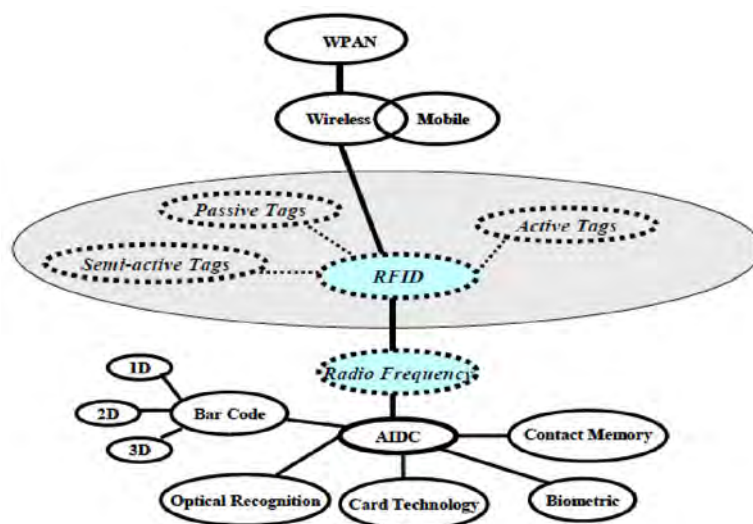 WPAN
Wireless
Mobile
Passive Tags
Active Tags
Semi-active Tags
RFID
Radio Frequency
1D
2D
Bar Code
3D
AIDC
Contact Memory
Optical Recognition
Card Technology
Biometric